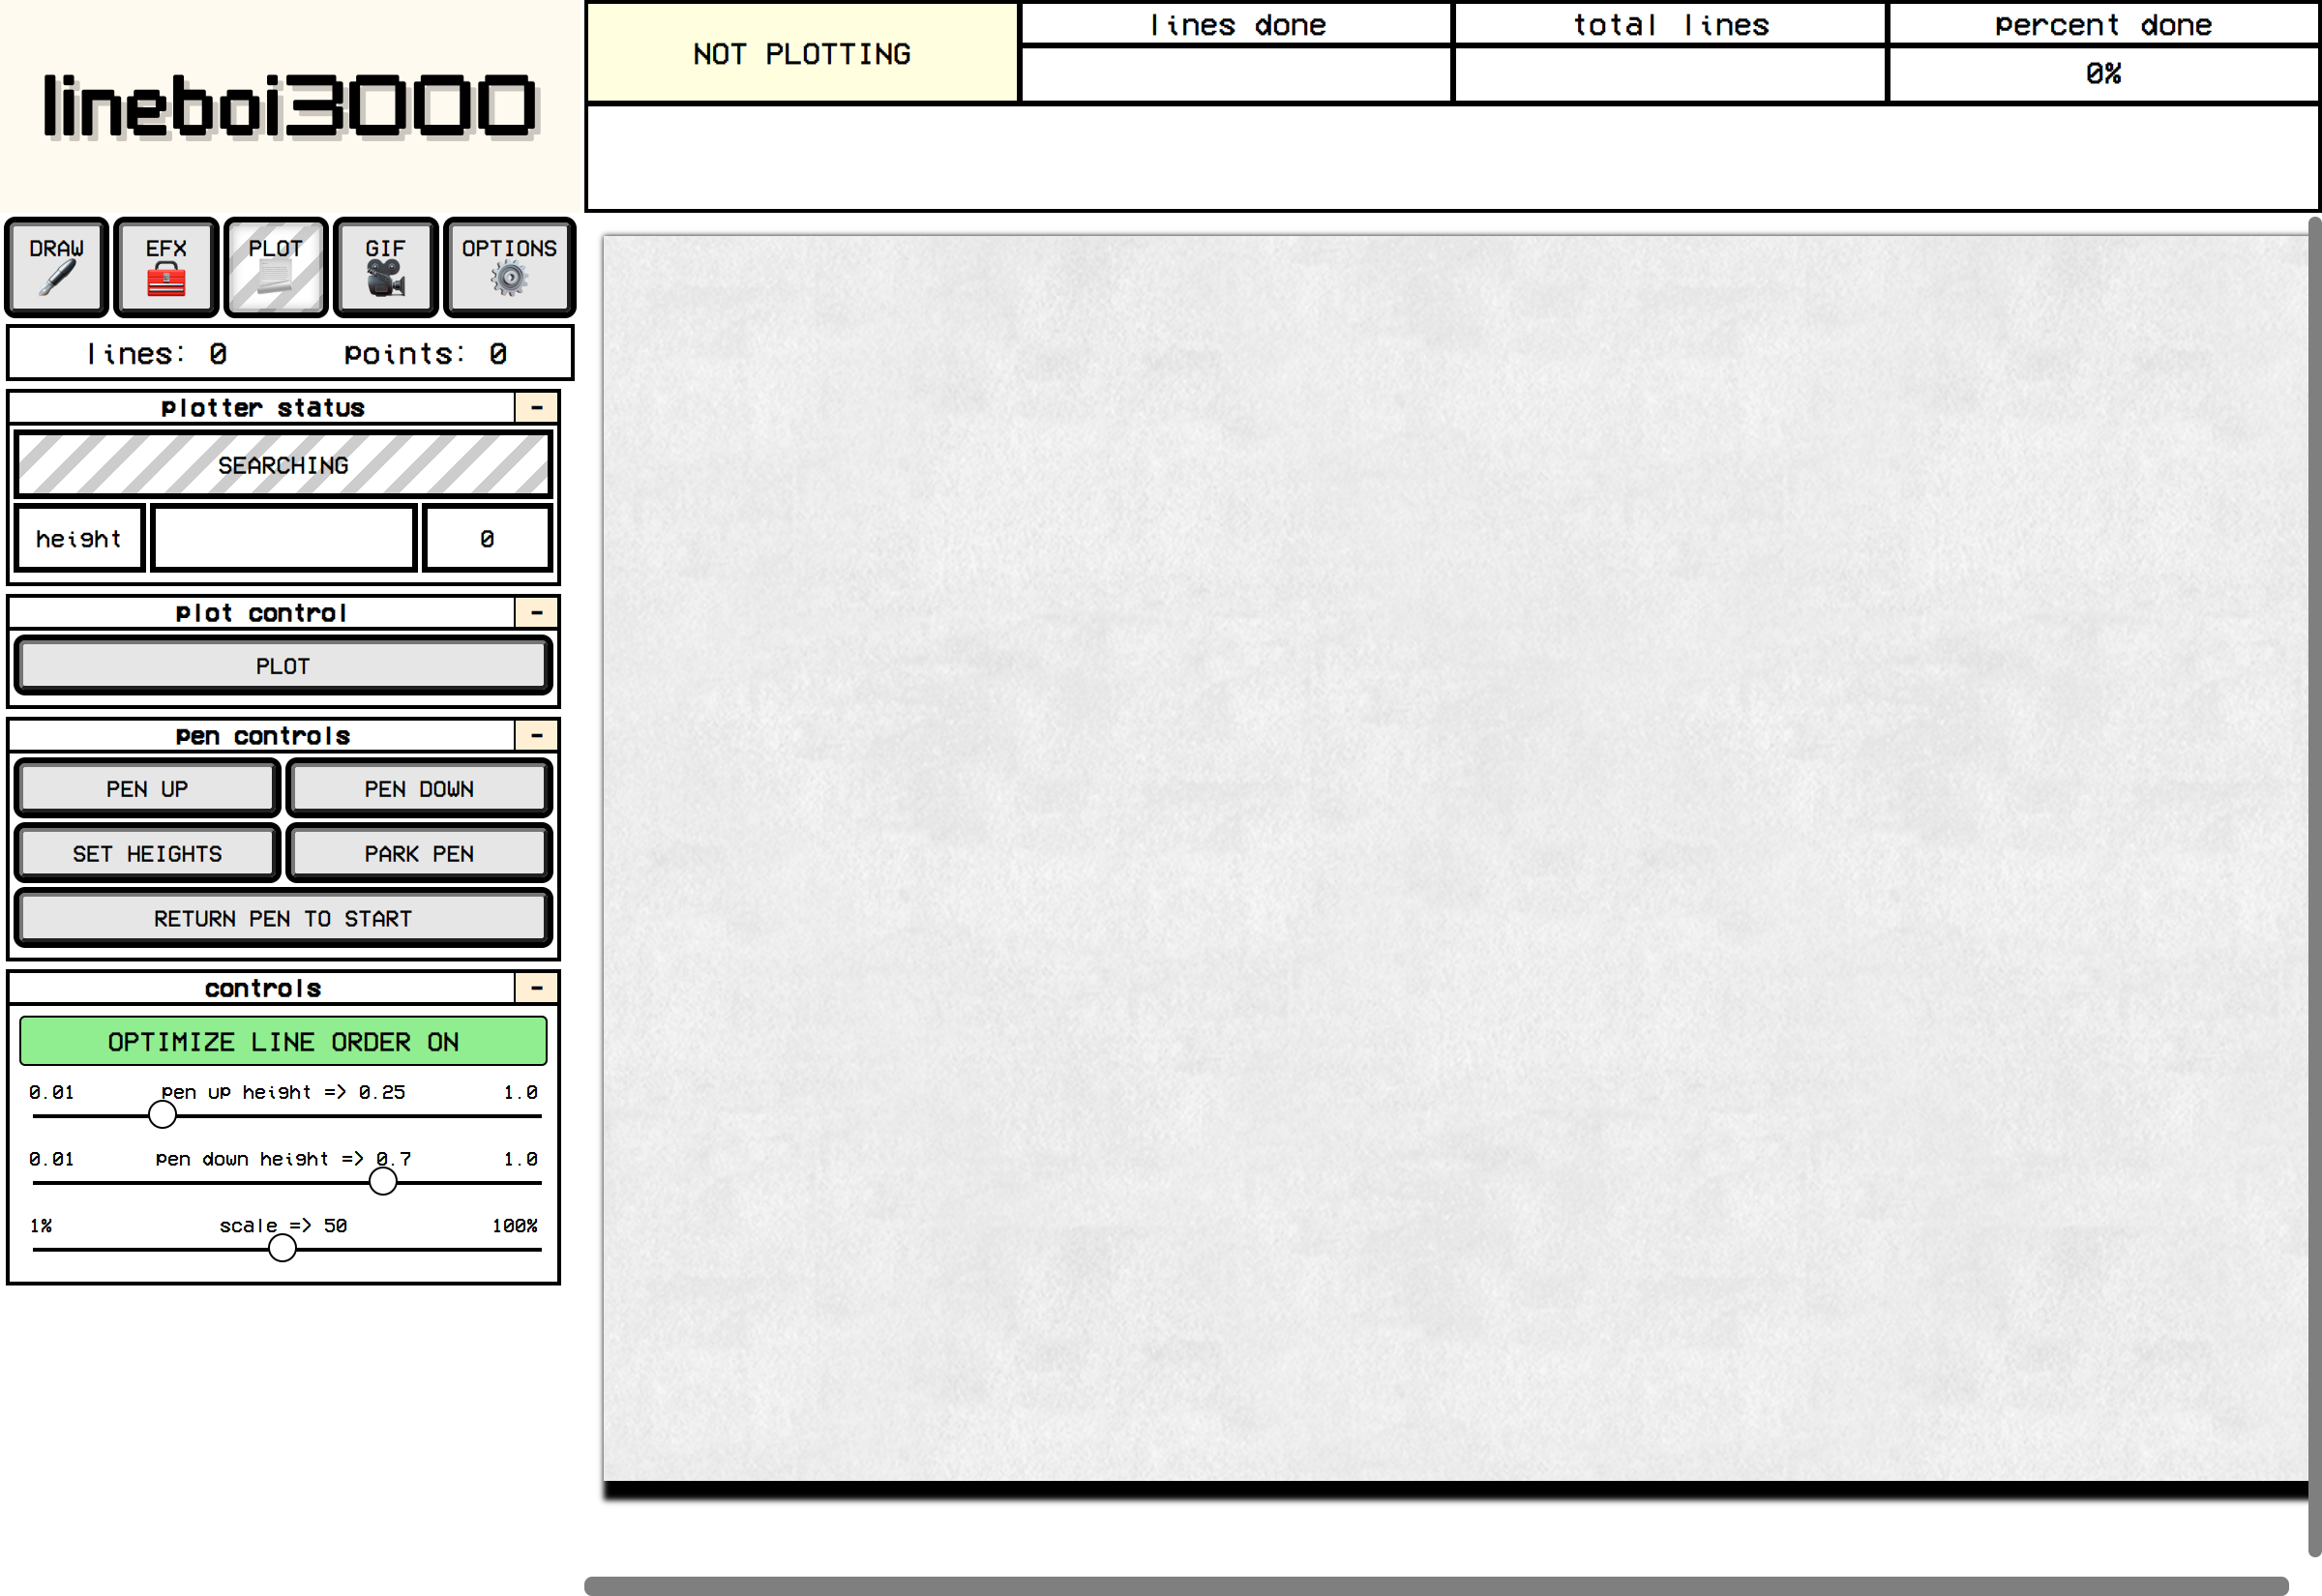 lineboi3000
NOT PLOTTING
lines done
total lines
percent done
0%
DRAW
EFX
PLOT
GIF
OPTIONS
lines: 0 points: 0
plotter status -
SEARCHING
height 0
plot control -
PLOT
pen controls -
PEN UP PEN DOWN
SET HEIGHTS PARK PEN
RETURN PEN TO START
controls -
OPTIMIZE LINE ORDER ON
0.01 pen up height => 0.25 1.0
0.01 pen down height => 0.7 1.0
1% scale => 50 100%